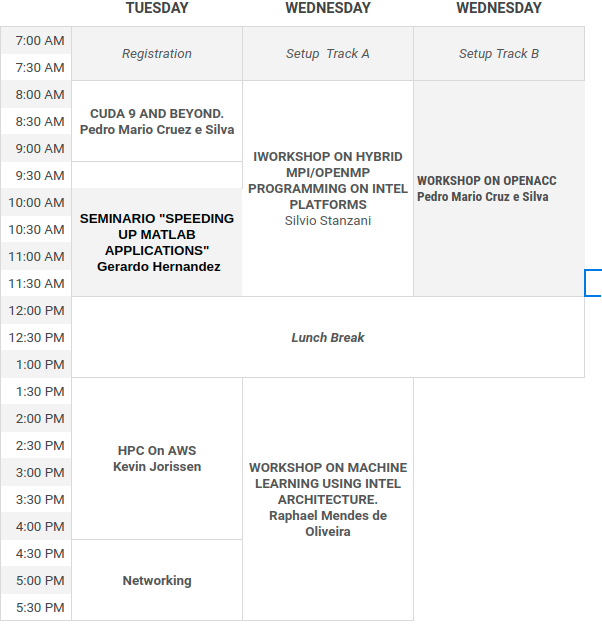 TUESDAY WEDNESDAY WEDNESDAY
7:00 AM
7:30 AM
Registration Setup Track A Setup Track B
8:00 AM
8:30 AM
9:00 AM
CUDA 9 AND BEYOND.
Pedro Mario Cruez e Silva
9:30 AM
10:00 AM
10:30 AM
11:00 AM
11:30 AM
SEMINARIO "SPEEDING
UP MATLAB
APPLICATIONS"
Gerardo Hernandez
IWORKSHOP ON HYBRID
MPI/OPENMP
PROGRAMMING ON INTEL
PLATFORMS
Silvio Stanzani
WORKSHOP ON OPENACC
Pedro Mario Cruz e Silva
12:00 PM
12:30 PM
1:00 PM
Lunch Break
1:30 PM
2:00 PM
2:30 PM
3:00 PM
3:30 PM
4:00 PM
HPC On AWS
Kevin Jorissen
4:30 PM
5:00 PM
5:30 PM
Networking
WORKSHOP ON MACHINE
LEARNING USING INTEL
ARCHITECTURE.
Raphael Mendes de
Oliveira